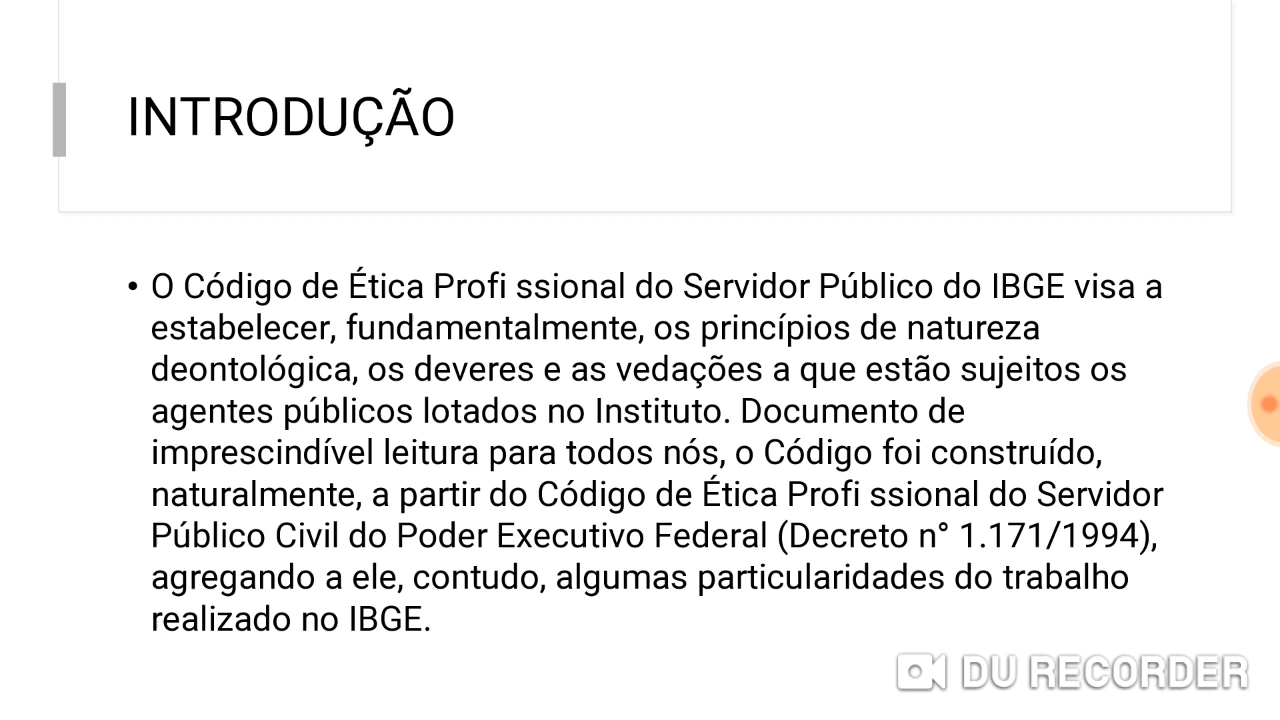 INTRODUÇÃO
• O Código de Ética Profi ssional do Servidor Público do IBGE visa a
estabelecer, fundamentalmente, os princípios de natureza
deontológica, os deveres e as vedações a que estão sujeitos os
agentes públicos lotados no Instituto. Documento de
imprescindível leitura para todos nós, o Código foi construído,
naturalmente, a partir do Código de Ética Profi ssional do Servidor
Público Civil do Poder Executivo Federal (Decreto n° 1.171/1994),
agregando a ele, contudo, algumas particularidades do trabalho
realizado no IBGE.
DU RECORDER